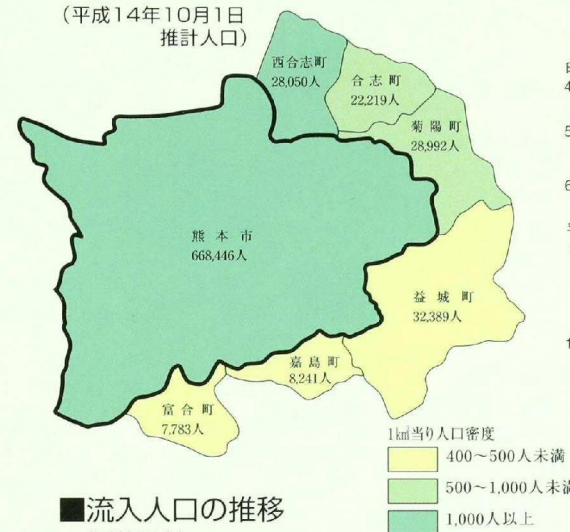 (平成14年10月1日
推計人口)
西合志町
28,050人
合志町
22,219人
菊陽町
28,992人
熊本市
668,446人
益城町
32,389人
嘉島町
8,241人
富合町
7,783人
1㎢当り人口密度
400〜500人未満
500〜1,000人未満
1,000人以上
■流入人口の推移